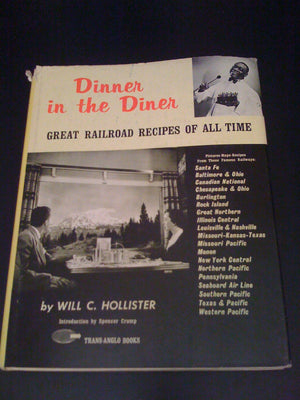 Dinner
in the Diner
GREAT RAILROAD RECIPES OF ALL TIME
Pictures-Maps-Recipes
From These Famous Railways:
Santa Fe
Baltimore & Ohio
Canadian National
Chesapeake & Ohio
Burlington
Rock Island
Great Northern
Illinois Central
Louisville & Nashville
Missouri-Kansas-Texas
Missouri Pacific
Monon
New York Central
Northern Pacific
Pennsylvania
Seaboard Air Line
Southern Pacific
Texas & Pacific
Western Pacific
by WILL C. HOLLISTER
Introduction by Spencer Crump
TRANS-ANGLO BOOKS